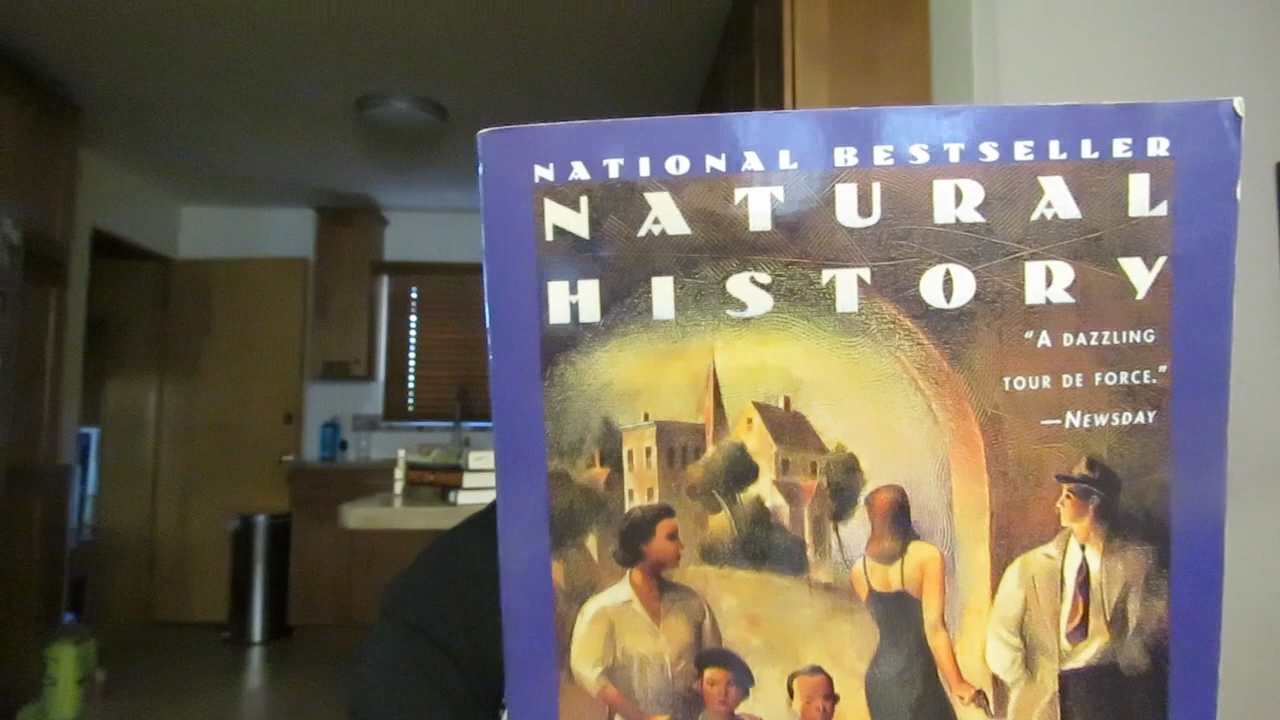 NATIONAL BESTSELLER
NATURAL
HISTORY
“A DAZZLING
TOUR DE FORCE.”
—NEWSDAY